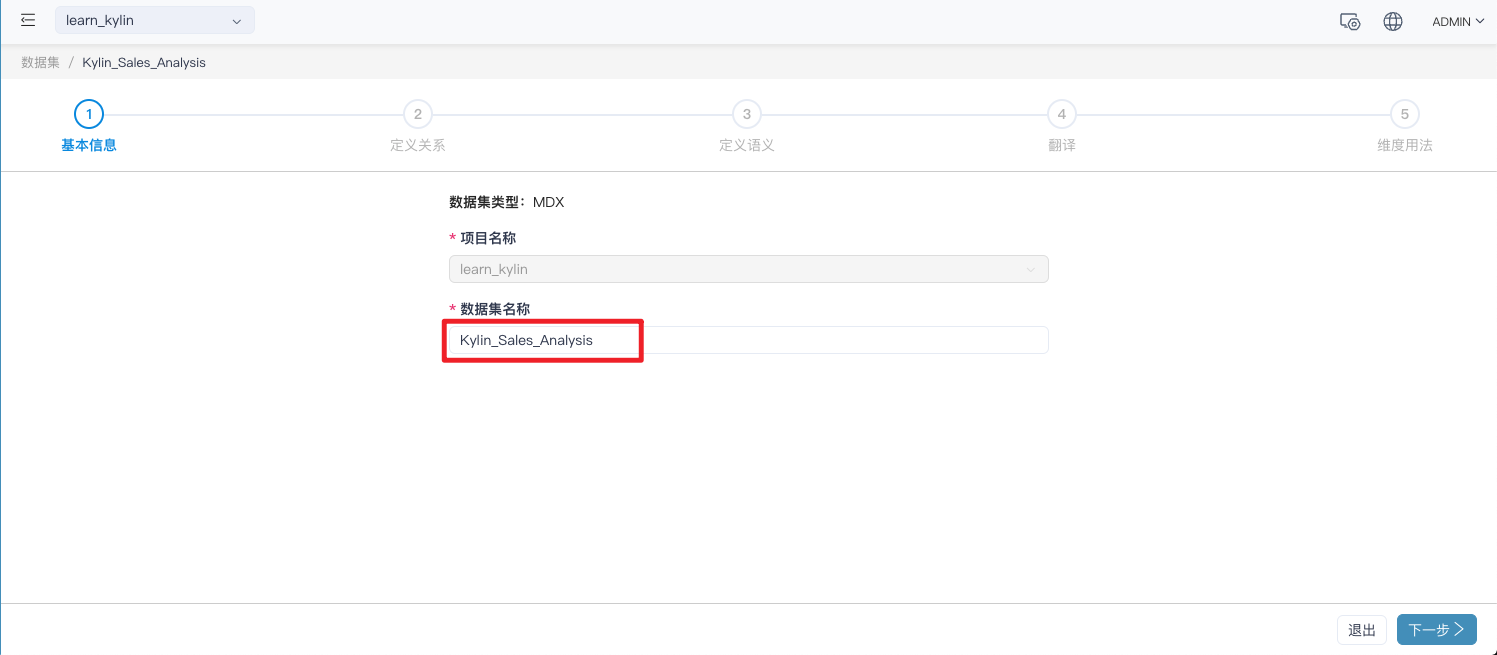 learn_kylin
ADMIN
数据集 / Kylin_Sales_Analysis
1 2 3 4 5
基本信息 定义关系 定义语义 翻译 维度用法
数据集类型：MDX
* 项目名称
learn_kylin
* 数据集名称
Kylin_Sales_Analysis
退出 下一步